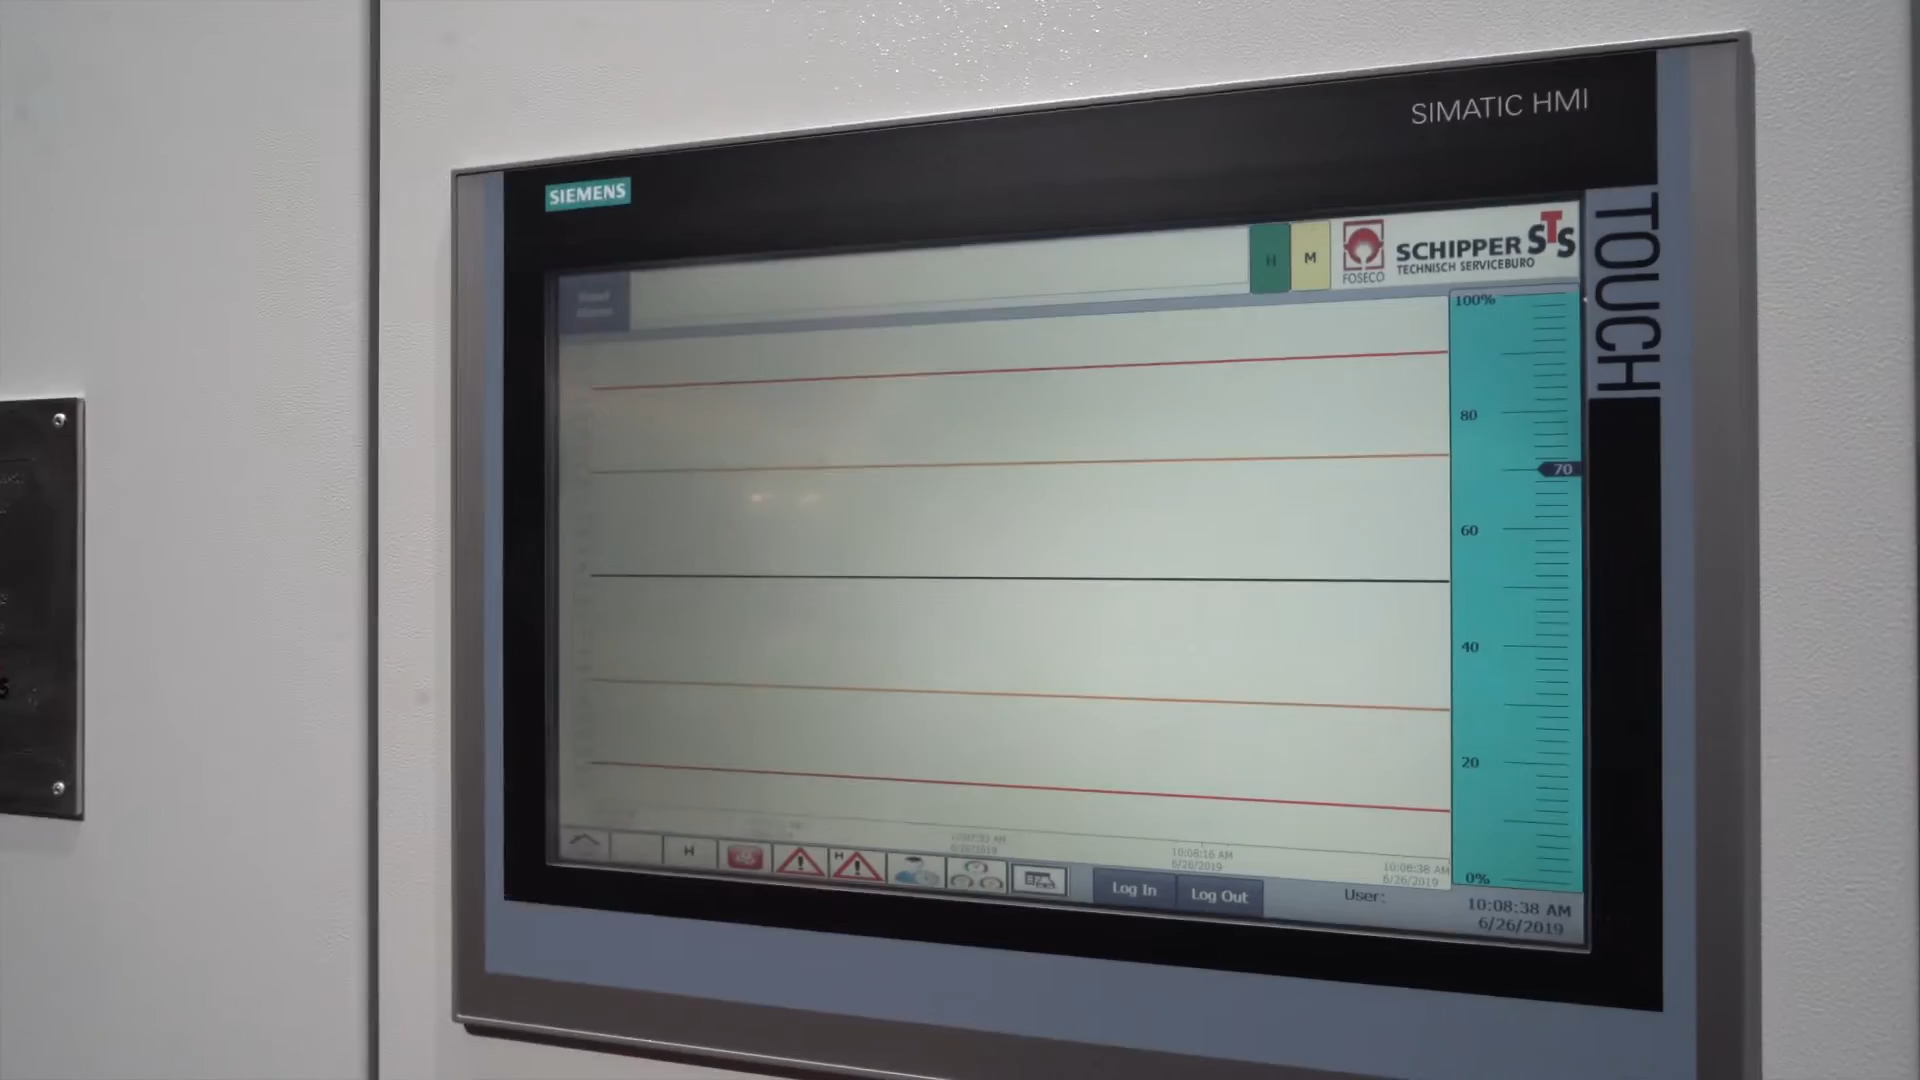 SIMATIC HMI
SIEMENS
TOUCH
H
M
FOSECO
SCHIPPER STS
TECHNISCH SERVICEBURO
100%
80
70
60
40
20
0%
10:08:16 AM
6/26/2019
10:08:38 AM
6/26/2019
H
H
Log In
Log Out
User:
10:08:38 AM
6/26/2019